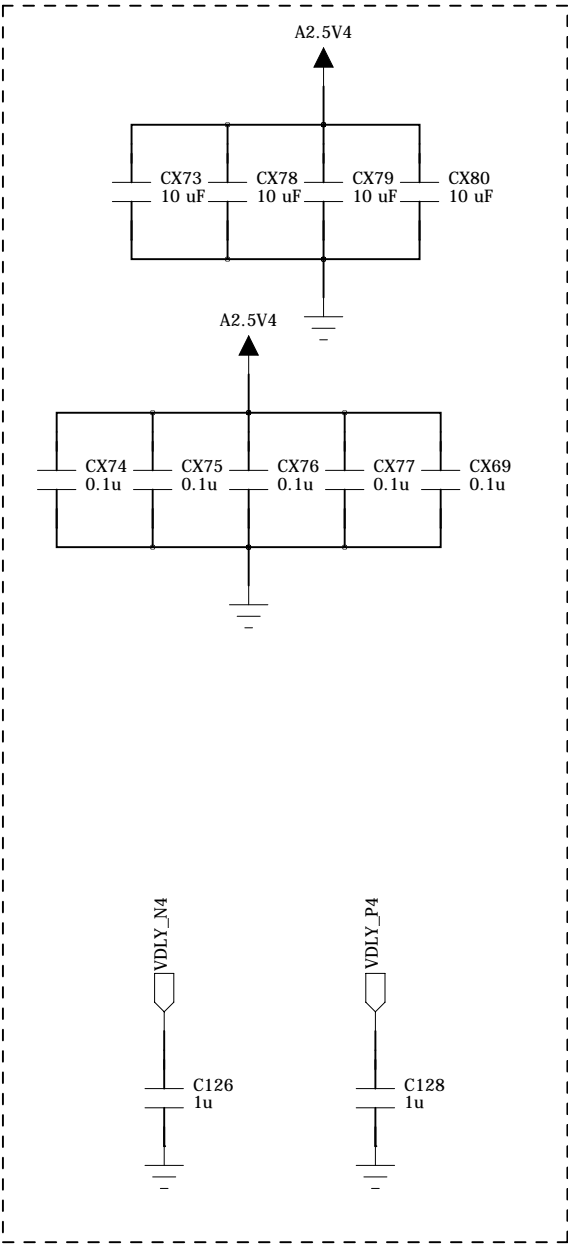 A2.5V4
CX73 CX78 CX79 CX80
10 uF 10 uF 10 uF 10 uF
A2.5V4
CX74 CX75 CX76 CX77 CX69
0.1u 0.1u 0.1u 0.1u 0.1u
VDLY_N4 VDLY_P4
C126 C128
1u 1u